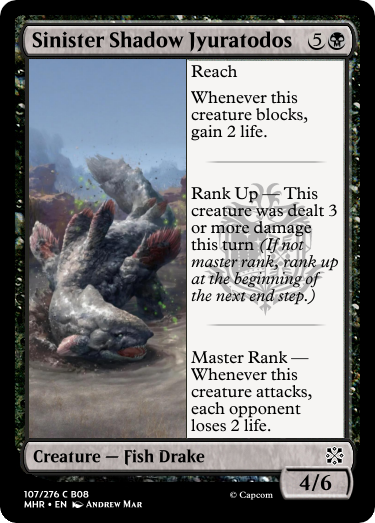 Sinister Shadow Jyuratodos 5
Reach
Whenever this
creature blocks,
gain 2 life.
Rank Up — This
creature was dealt 3
or more damage
this turn (If not
master rank, rank up
at the beginning of
the next end step.)
Master Rank —
Whenever this
creature attacks,
each opponent
loses 2 life.
Creature — Fish Drake
4/6
107/276 C B08
MHR • EN Andrew Mar
© Capcom